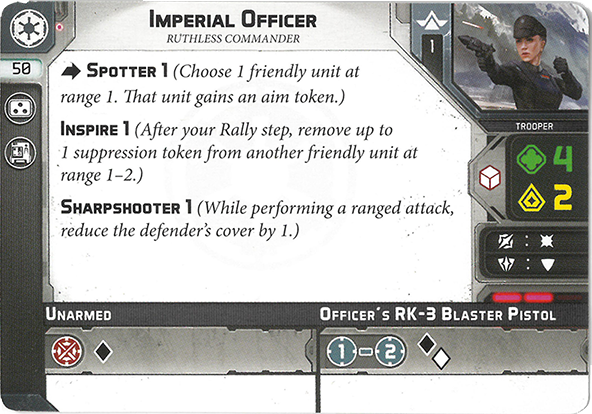 Imperial Officer
Ruthless Commander
1
50
Spotter 1 (Choose 1 friendly unit at
range 1. That unit gains an aim token.)
Inspire 1 (After your Rally step, remove up to
1 suppression token from another friendly unit at
range 1–2.)
Sharpshooter 1 (While performing a ranged attack,
reduce the defender's cover by 1.)
Trooper
4
2
:
:
Unarmed
Officer's RK-3 Blaster Pistol
1 - 2